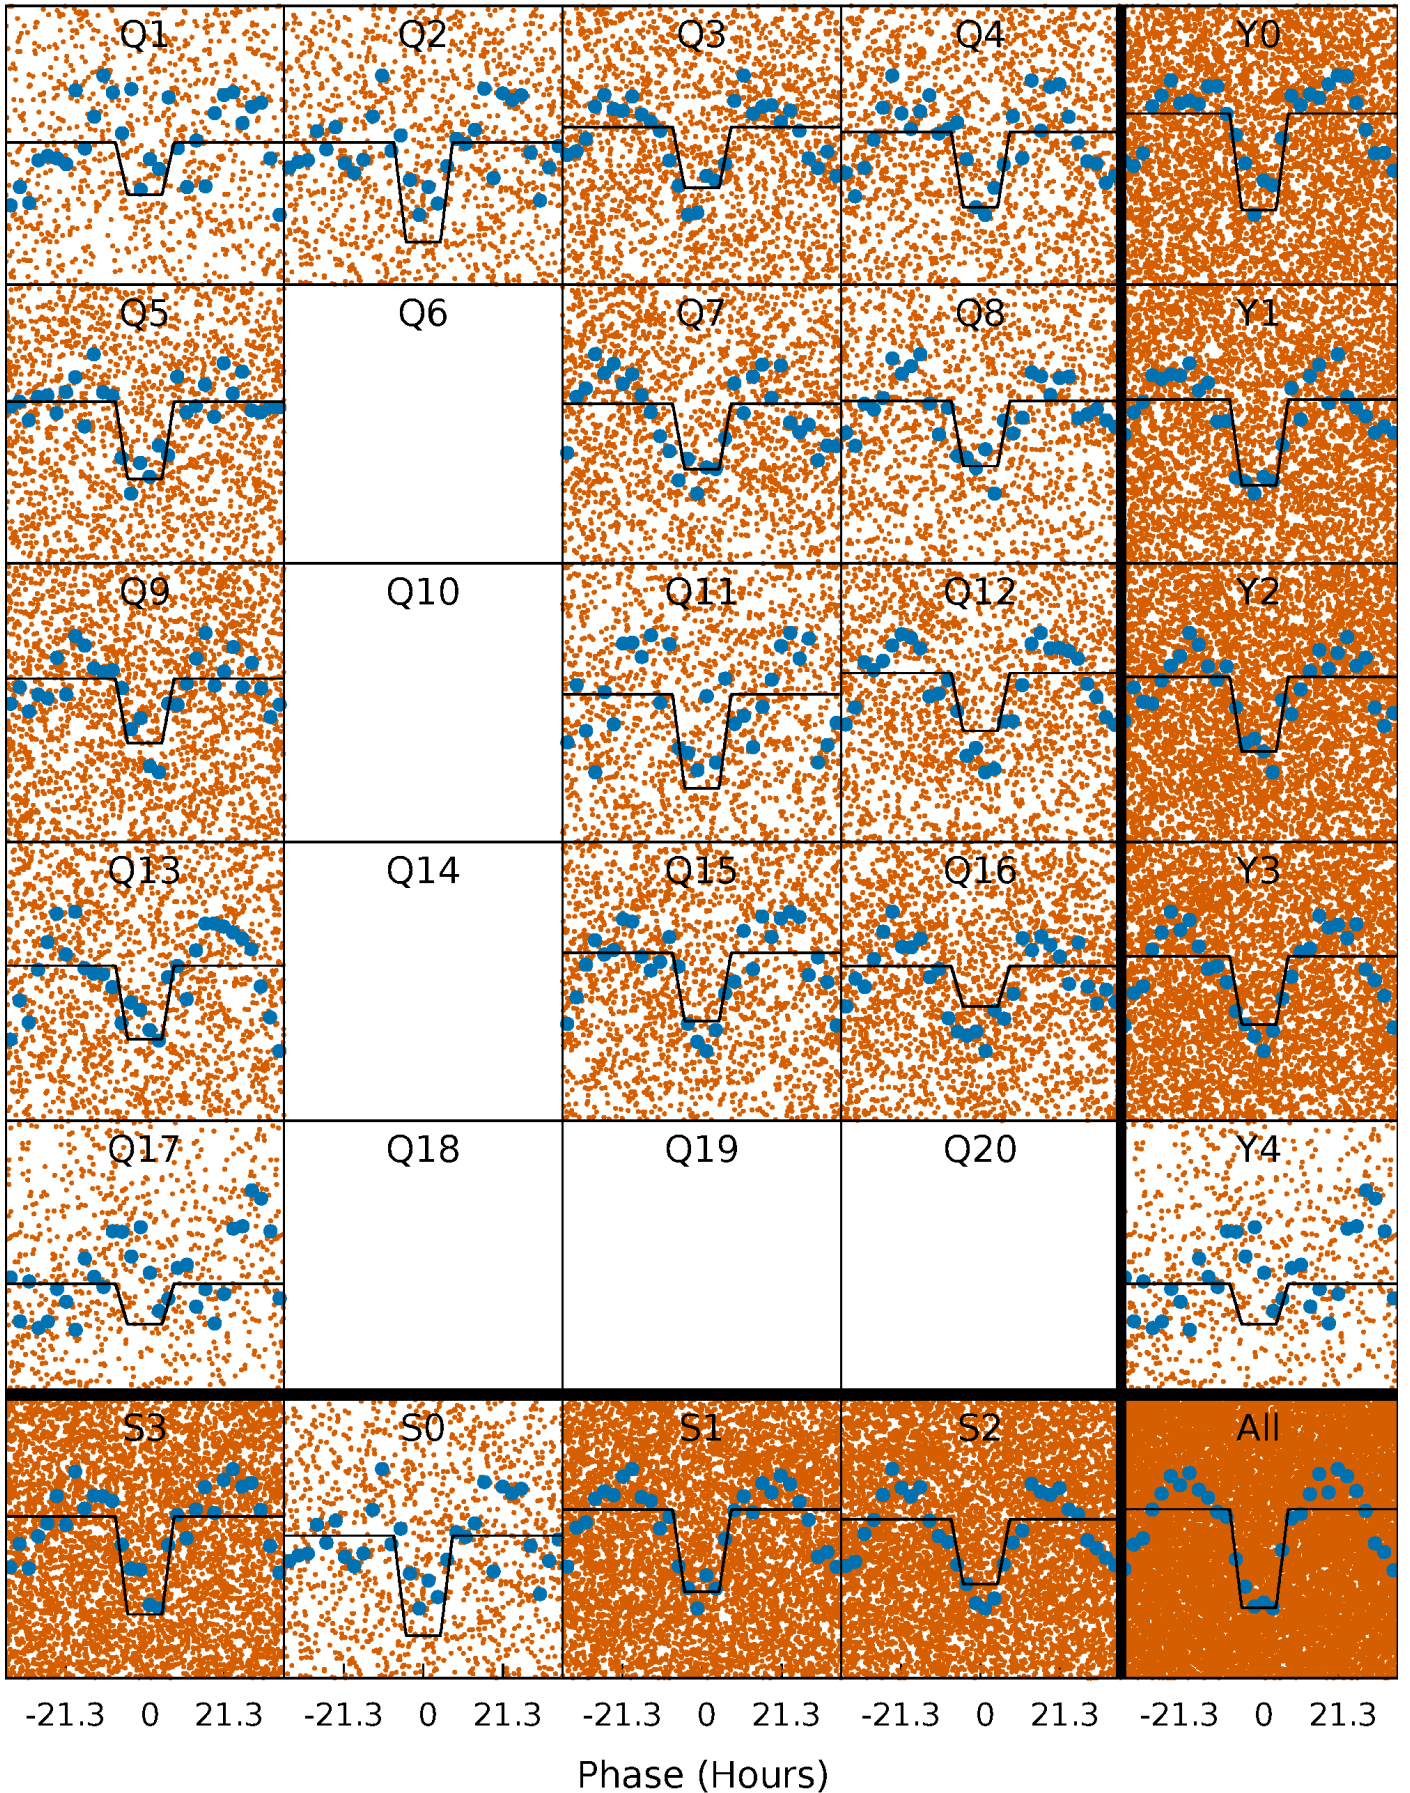 Q1 Q2 Q3 Q4 Y0
Q5 Q6 Q7 Q8 Y1
Q9 Q10 Q11 Q12 Y2
Q13 Q14 Q15 Q16 Y3
Q17 Q18 Q19 Q20 Y4
S3 S0 S1 S2 All
-21.3 0 21.3 -21.3 0 21.3 -21.3 0 21.3 -21.3 0 21.3 -21.3 0 21.3
Phase (Hours)